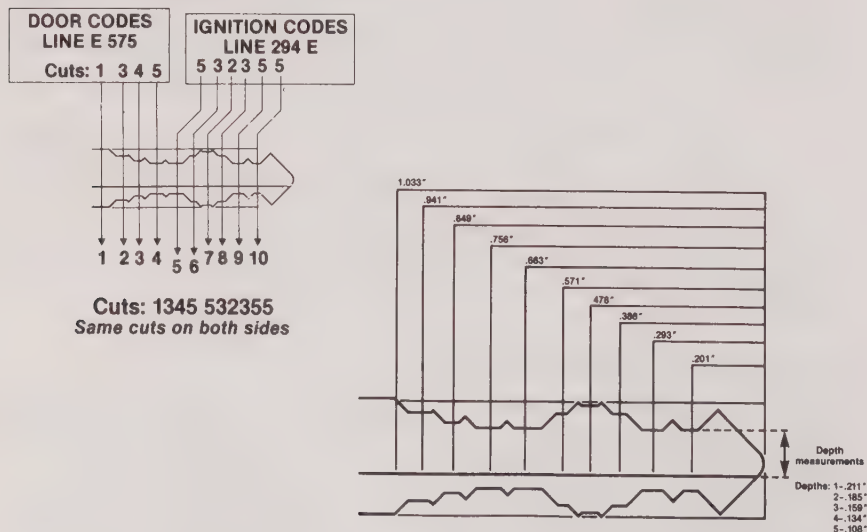 DOOR CODES
LINE E 575
Cuts: 1 3 4 5
IGNITION CODES
LINE 294 E
5 3 2 3 5 5
1 2 3 4 5 6 7 8 9 10
Cuts: 1345 532355
Same cuts on both sides
1.033"
.941"
.849"
.756"
.663"
.571"
.478"
.386"
.293"
.201"
Depth
measurements
Depths: 1-.211"
2-.185"
3-.159"
4-.134"
5-.108"